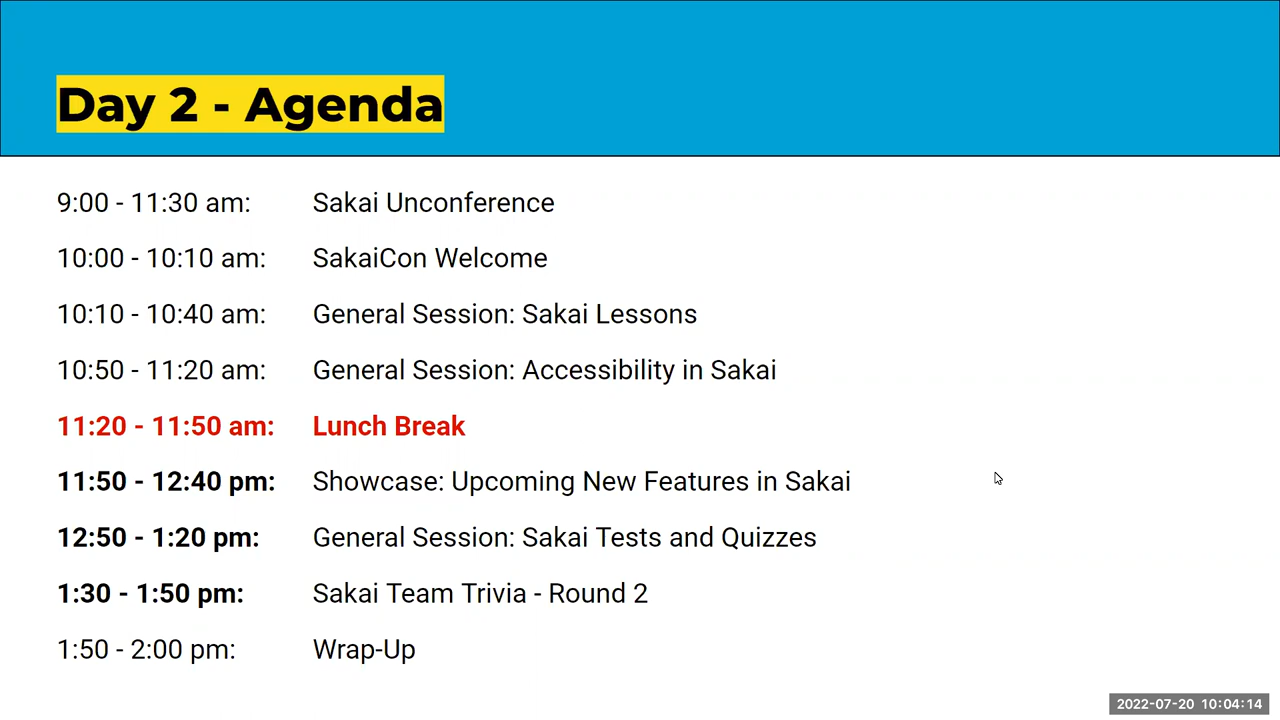 Day 2 - Agenda
9:00 - 11:30 am: Sakai Unconference
10:00 - 10:10 am: SakaiCon Welcome
10:10 - 10:40 am: General Session: Sakai Lessons
10:50 - 11:20 am: General Session: Accessibility in Sakai
11:20 - 11:50 am: Lunch Break
11:50 - 12:40 pm: Showcase: Upcoming New Features in Sakai
12:50 - 1:20 pm: General Session: Sakai Tests and Quizzes
1:30 - 1:50 pm: Sakai Team Trivia - Round 2
1:50 - 2:00 pm: Wrap-Up
2022-07-20 10:04:14